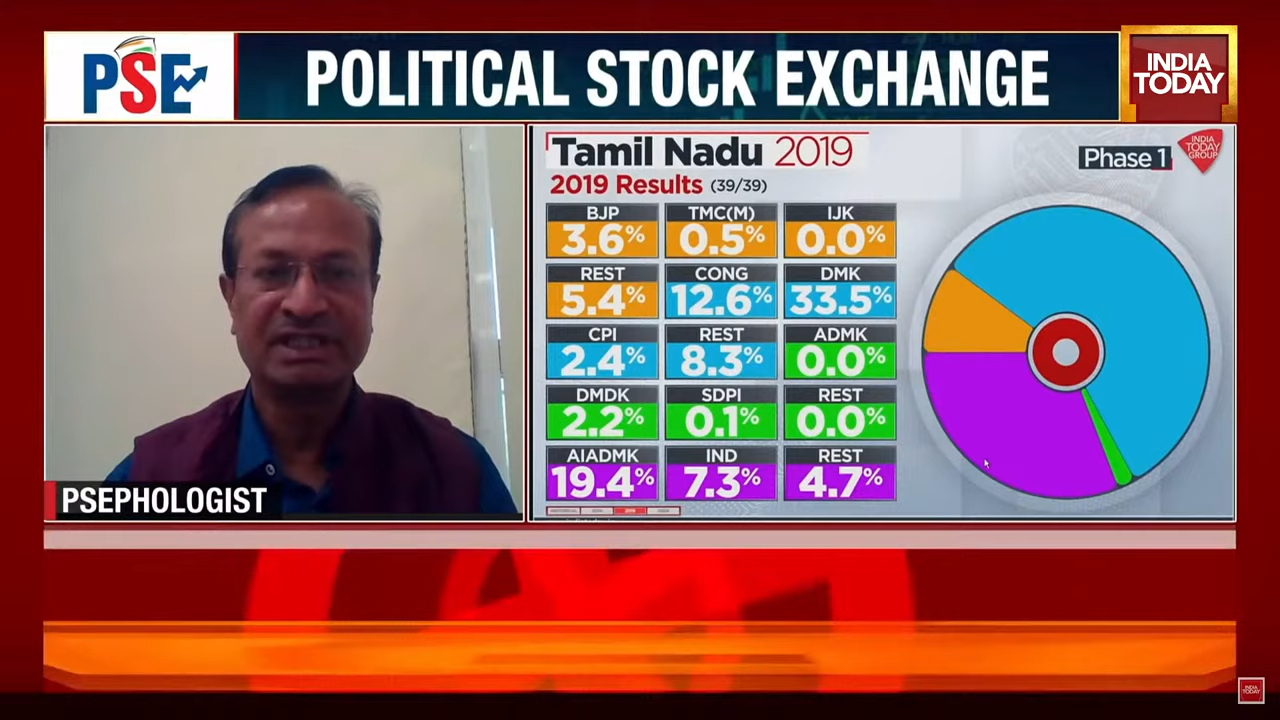 PSE
POLITICAL STOCK EXCHANGE
INDIA
TODAY
Tamil Nadu 2019
2019 Results (39/39)
Phase 1
INDIA
TODAY
GROUP
BJP
3.6%
TMC(M)
0.5%
IJK
0.0%
REST
5.4%
CONG
12.6%
DMK
33.5%
CPI
2.4%
REST
8.3%
ADMK
0.0%
DMDK
2.2%
SDPI
0.1%
REST
0.0%
AIADMK
19.4%
IND
7.3%
REST
4.7%
PSEPHOLOGIST
INDIA
TODAY